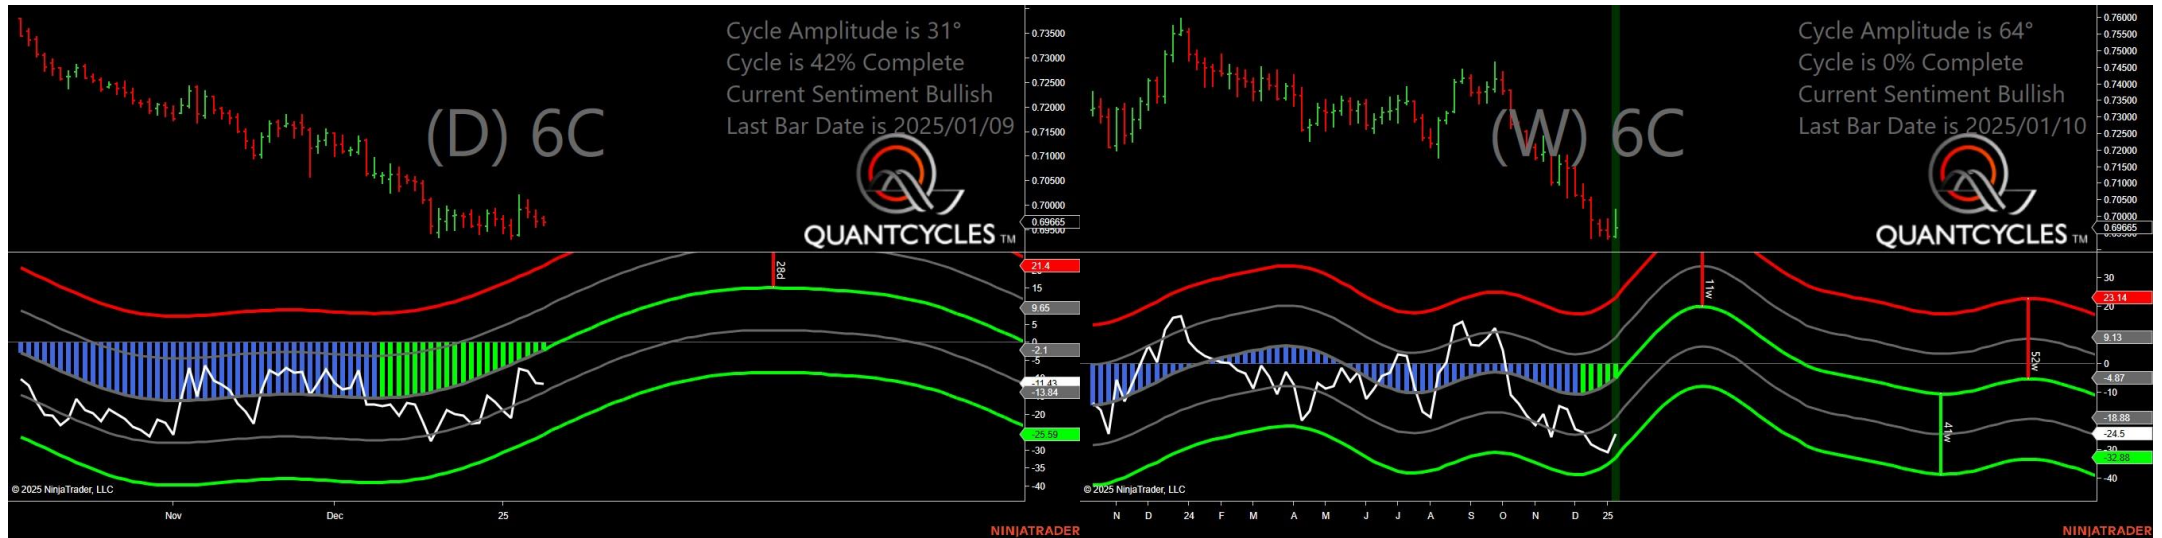 Cycle Amplitude is 31°
Cycle is 42% Complete
Current Sentiment Bullish
Last Bar Date is 2025/01/09
(D) 6C
QUANTCYCLES TM
0.73500
0.73000
0.72500
0.72000
0.71500
0.71000
0.70500
0.70000
0.69665
0.69500
28d
21.4
15
9.65
5
0
-2.1
-5
-11.43
-13.84
-20
-25.59
-30
-35
-40
© 2025 NinjaTrader, LLC
Nov
Dec
25
NINJATRADER
Cycle Amplitude is 64°
Cycle is 0% Complete
Current Sentiment Bullish
Last Bar Date is 2025/01/10
(W) 6C
QUANTCYCLES TM
0.76000
0.75500
0.75000
0.74500
0.74000
0.73500
0.73000
0.72500
0.72000
0.71500
0.71000
0.70500
0.70000
0.69665
11w
52w
41w
30
23.14
20
9.13
0
-4.87
-10
-18.88
-24.5
-30
-32.88
-40
© 2025 NinjaTrader, LLC
N D 24 F M A M J J A S O N D 25
NINJATRADER